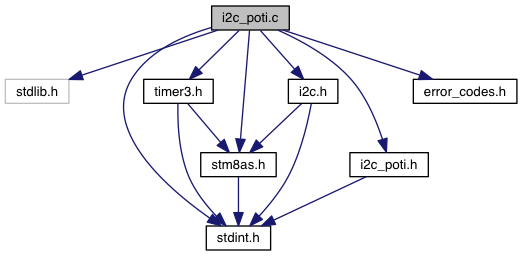 i2c_poti.c
stdlib.h
timer3.h
i2c.h
error_codes.h
stm8as.h
i2c_poti.h
stdint.h